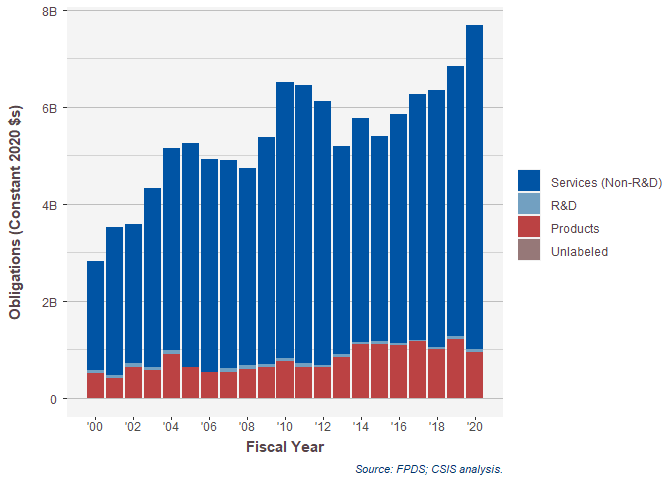 8B
6B
4B
2B
0
Obligations (Constant 2020 $s)
'00
'02
'04
'06
'08
'10
'12
'14
'16
'18
'20
Fiscal Year
Services (Non-R&D)
R&D
Products
Unlabeled
Source: FPDS; CSIS analysis.